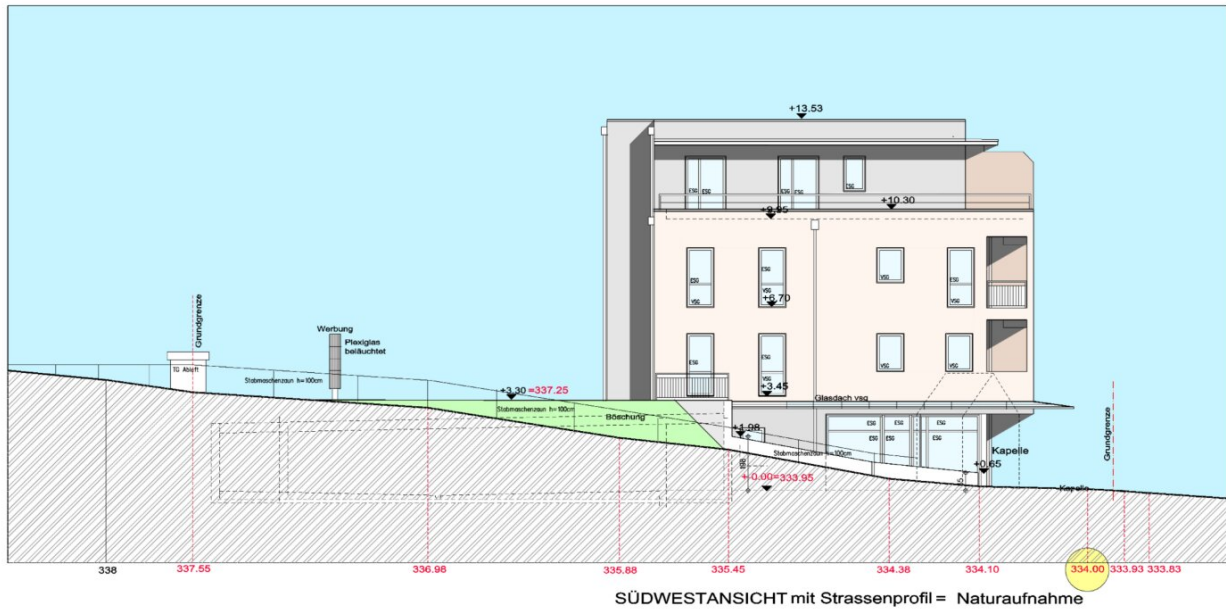 +13.53
ESG ESG
ESG ESG
ESG
+10.30
+9.95
ESG
VSG
ESG
VSG
VSG
ESG
VSG
+6.70
Grundgrenze
Werbung
Plexiglas
beläuchtet
TG Abluft
Stabmaschenzaun h=100cm
ESG
ESG
VSG
VSG
+3.45
+3.30 =337.25
Glasdach vsg
Stabmaschenzaun h=100cm
Böschung
ESG ESG ESG
ESG ESG
+1.98
Stabmaschenzaun h=100cm
Kapelle
Grundgrenze
198
+0.65
+-0.00=333.95
Kapelle
338
337.55
336.98
335.88
335.45
334.38
334.10
334.00
333.93
333.83
SÜDWESTANSICHT mit Strassenprofil = Naturaufnahme